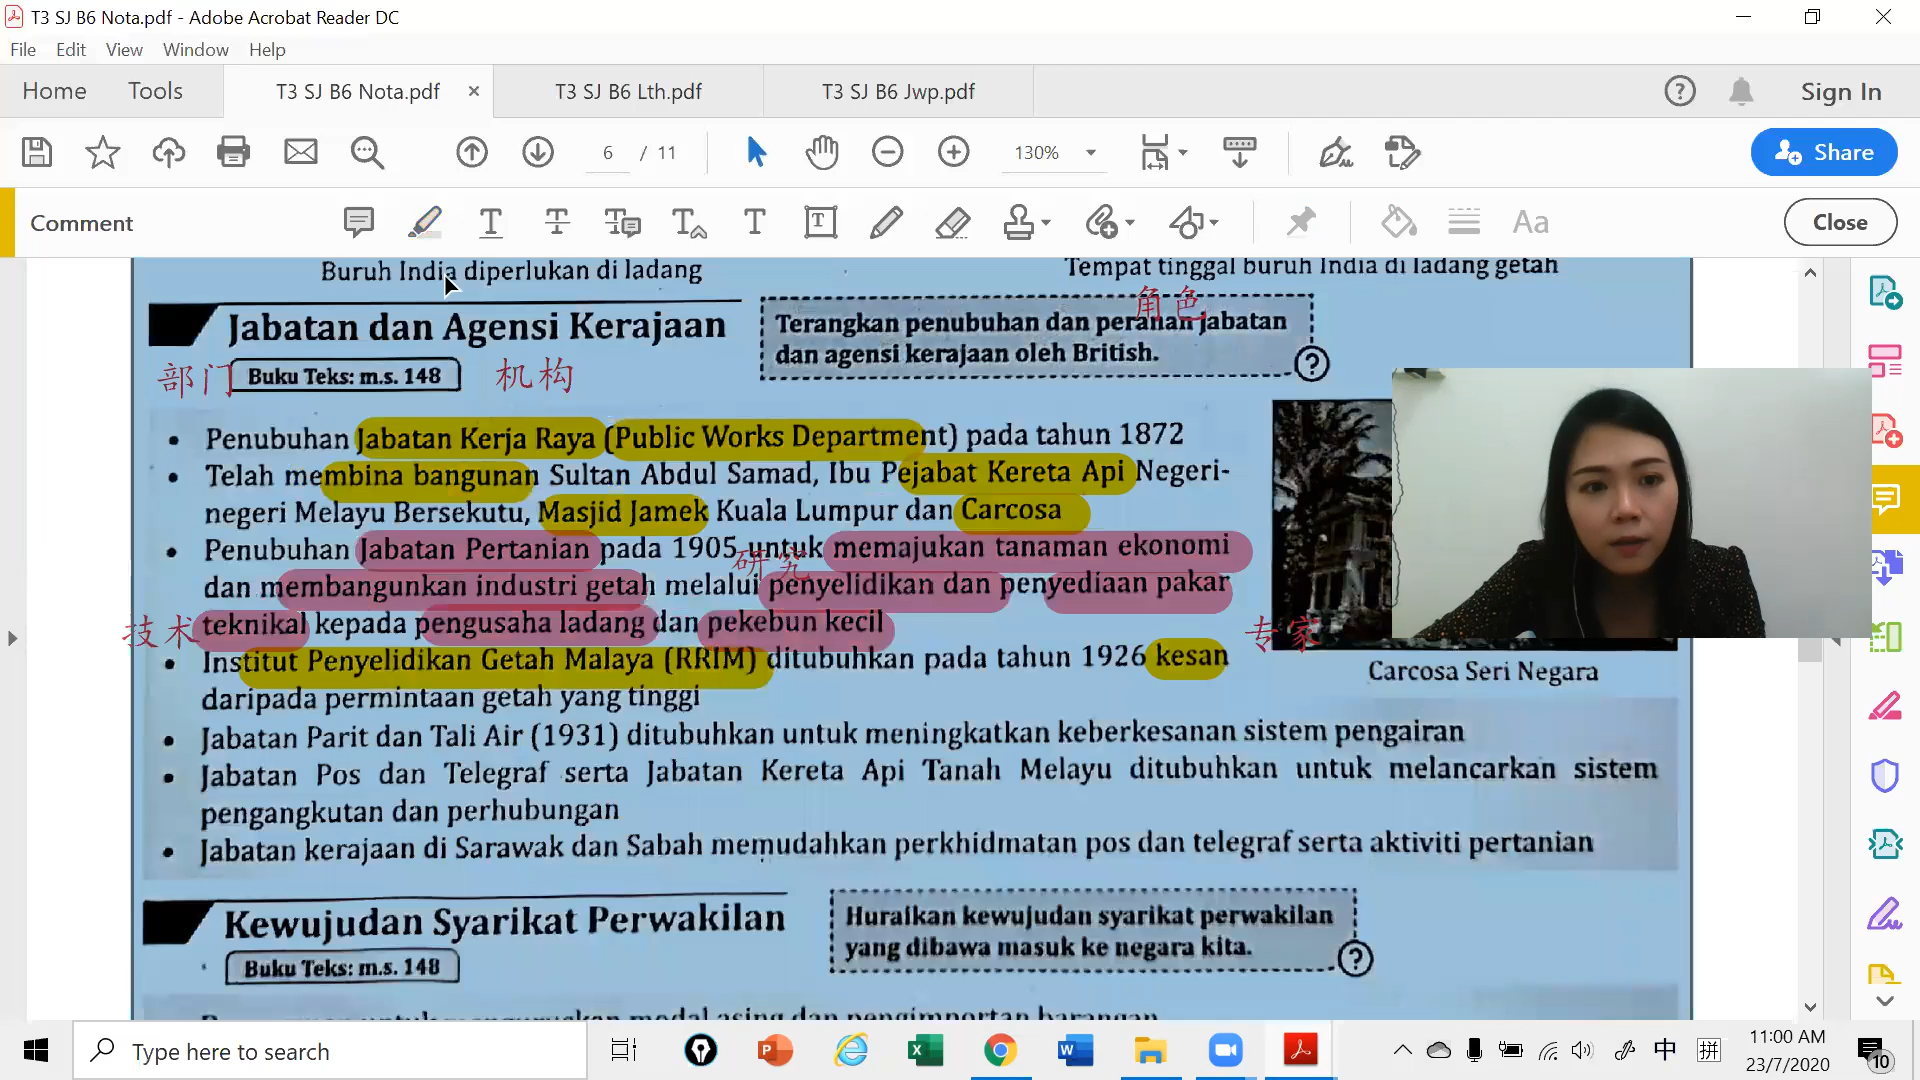 T3 SJ B6 Nota.pdf - Adobe Acrobat Reader DC
File Edit View Window Help
Home Tools T3 SJ B6 Nota.pdf × T3 SJ B6 Lth.pdf T3 SJ B6 Jwp.pdf Sign In
6 / 11 130% Share
Comment Close
Buruh India diperlukan di ladang
Tempat tinggal buruh India di ladang getah
Jabatan dan Agensi Kerajaan
部门 机构
Buku Teks: m.s. 148
角色
Terangkan penubuhan dan peranan jabatan
dan agensi kerajaan oleh British.
?
• Penubuhan Jabatan Kerja Raya (Public Works Department) pada tahun 1872
• Telah membina bangunan Sultan Abdul Samad, Ibu Pejabat Kereta Api Negeri-
negeri Melayu Bersekutu, Masjid Jamek Kuala Lumpur dan Carcosa
• Penubuhan Jabatan Pertanian pada 1905 untuk memajukan tanaman ekonomi
研究
dan membangunkan industri getah melalui penyelidikan dan penyediaan pakar
技术
teknikal kepada pengusaha ladang dan pekebun kecil
专家
• Institut Penyelidikan Getah Malaya (RRIM) ditubuhkan pada tahun 1926 kesan
daripada permintaan getah yang tinggi
Carcosa Seri Negara
• Jabatan Parit dan Tali Air (1931) ditubuhkan untuk meningkatkan keberkesanan sistem pengairan
• Jabatan Pos dan Telegraf serta Jabatan Kereta Api Tanah Melayu ditubuhkan untuk melancarkan sistem
pengangkutan dan perhubungan
• Jabatan kerajaan di Sarawak dan Sabah memudahkan perkhidmatan pos dan telegraf serta aktiviti pertanian
Kewujudan Syarikat Perwakilan
Buku Teks: m.s. 148
Huraikan kewujudan syarikat perwakilan
yang dibawa masuk ke negara kita.
?
modal asing dan pengimportan barangan
Type here to search
中 拼
11:00 AM
23/7/2020
10